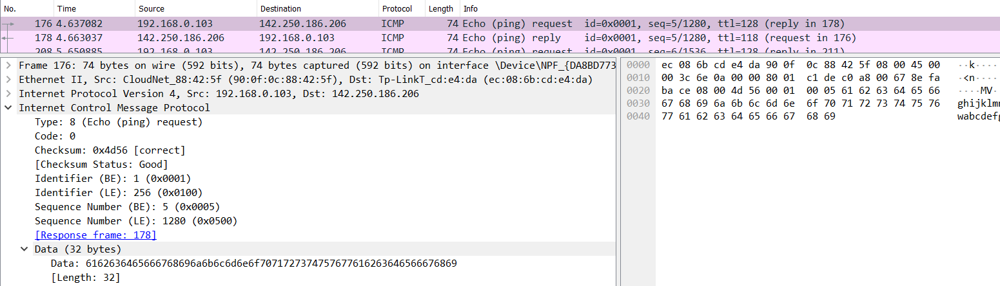 No. Time Source Destination Protocol Length Info
176 4.637082 192.168.0.103 142.250.186.206 ICMP 74 Echo (ping) request id=0x0001, seq=5/1280, ttl=128 (reply in 178)
178 4.663037 142.250.186.206 192.168.0.103 ICMP 74 Echo (ping) reply id=0x0001, seq=5/1280, ttl=118 (request in 176)
208 5.650885 192.168.0.103 142.250.186.206 ICMP 74 Echo (ping) request id=0x0001, seq=6/1536, ttl=128 (reply in 211)
Frame 176: 74 bytes on wire (592 bits), 74 bytes captured (592 bits) on interface \Device\NPF_{DA8BD773
Ethernet II, Src: CloudNet_88:42:5f (90:0f:0c:88:42:5f), Dst: Tp-LinkT_cd:e4:da (ec:08:6b:cd:e4:da)
Internet Protocol Version 4, Src: 192.168.0.103, Dst: 142.250.186.206
Internet Control Message Protocol
Type: 8 (Echo (ping) request)
Code: 0
Checksum: 0x4d56 [correct]
[Checksum Status: Good]
Identifier (BE): 1 (0x0001)
Identifier (LE): 256 (0x0100)
Sequence Number (BE): 5 (0x0005)
Sequence Number (LE): 1280 (0x0500)
[Response frame: 178]
Data (32 bytes)
Data: 6162636465666768696a6b6c6d6e6f7071727374757677616263646566676869
[Length: 32]
0000 ec 08 6b cd e4 da 90 0f 0c 88 42 5f 08 00 45 00 ··k·····
0010 00 3c 6e 0a 00 00 80 01 c1 de c0 a8 00 67 8e fa ·<n·····
0020 ba ce 08 00 4d 56 00 01 00 05 61 62 63 64 65 66 ····MV··
0030 67 68 69 6a 6b 6c 6d 6e 6f 70 71 72 73 74 75 76 ghijklm
0040 77 61 62 63 64 65 66 67 68 69 wabcdefg